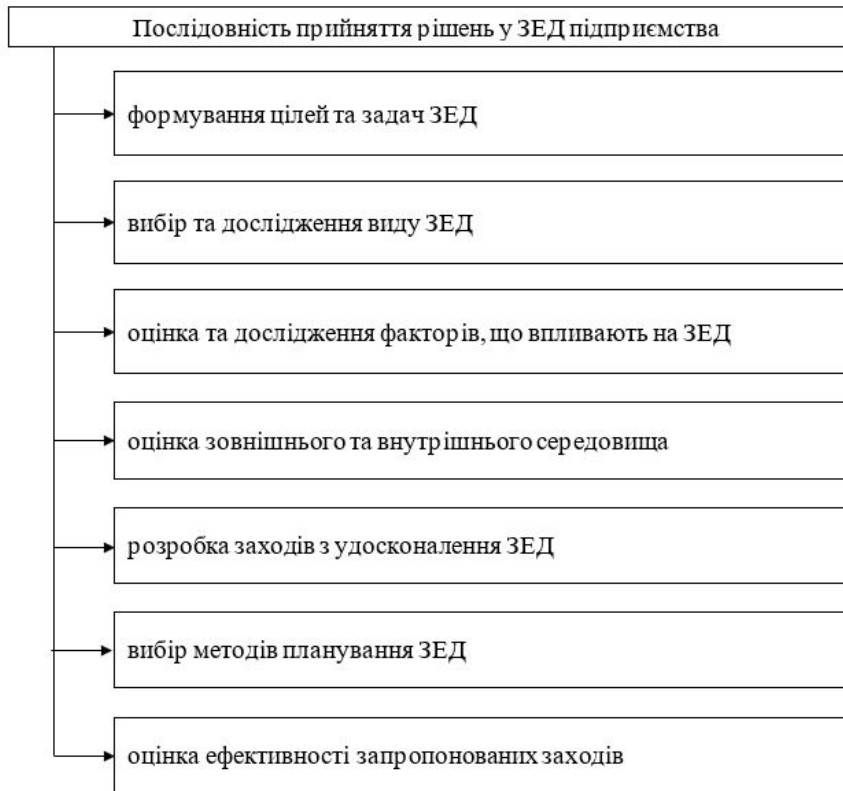 Послідовність прийняття рішень у ЗЕД підприємства
формування цілей та задач ЗЕД
вибір та дослідження виду ЗЕД
оцінка та дослідження факторів, що впливають на ЗЕД
оцінка зовнішнього та внутрішнього середовища
розробка заходів з удосконалення ЗЕД
вибір методів планування ЗЕД
оцінка ефективності запропонованих заходів